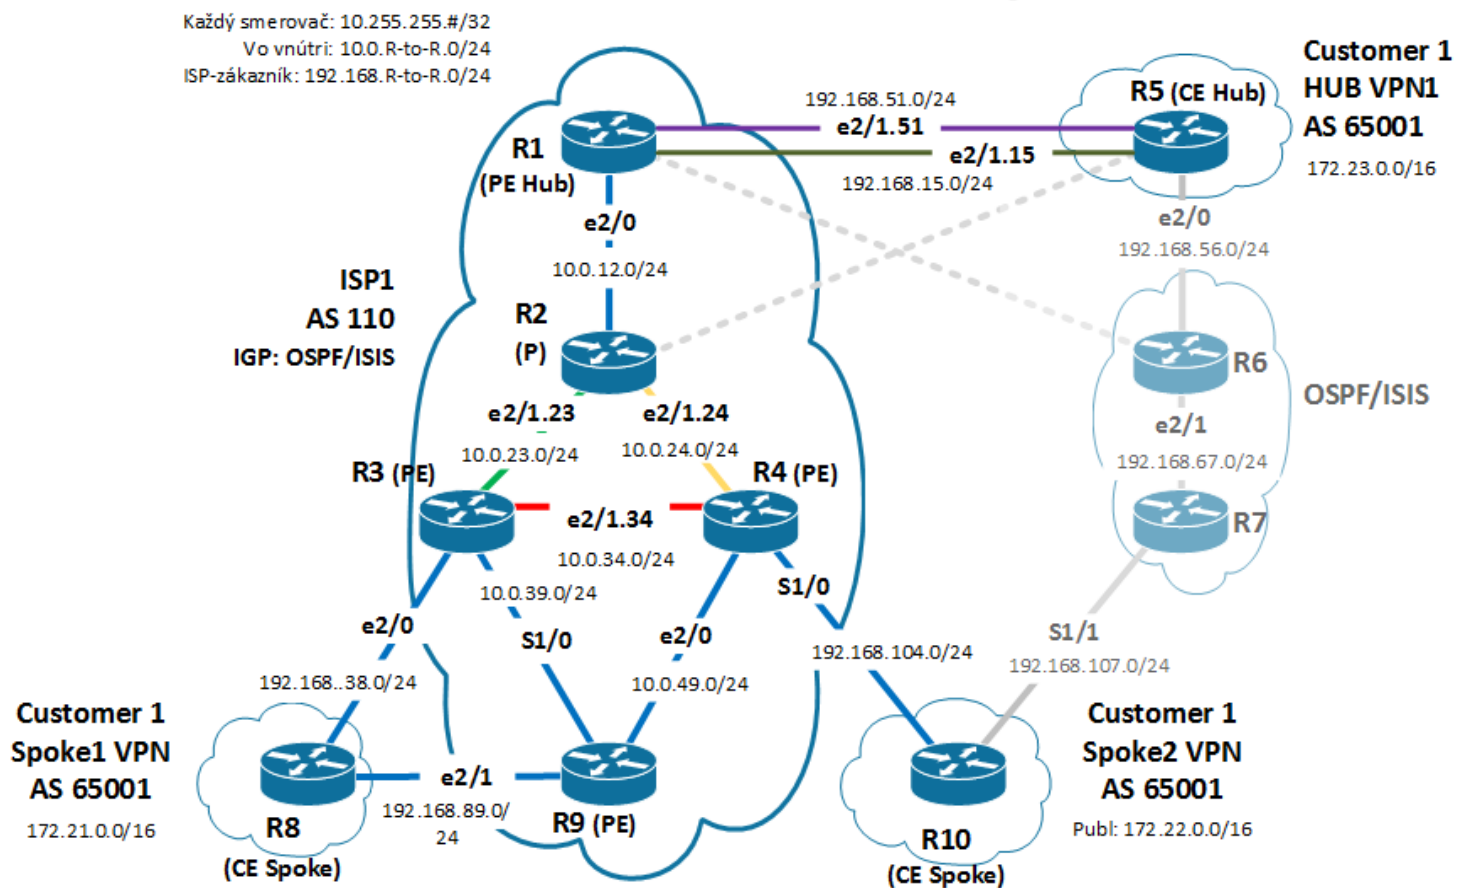 Každý smerovač: 10.255.255.#/32
Vo vnútri: 10.0.R-to-R.0/24
ISP-zákazník: 192.168.R-to-R.0/24
Customer 1
HUB VPN1
AS 65001
172.23.0.0/16
R5 (CE Hub)
192.168.51.0/24
e2/1.51
e2/1.15
192.168.15.0/24
R1
(PE Hub)
e2/0
10.0.12.0/24
e2/0
192.168.56.0/24
ISP1
AS 110
IGP: OSPF/ISIS
R2
(P)
R6
OSPF/ISIS
e2/1
192.168.67.0/24
R7
e2/1.23
10.0.23.0/24
e2/1.24
10.0.24.0/24
R3 (PE)
R4 (PE)
e2/1.34
10.0.34.0/24
10.0.39.0/24
S1/0
e2/0
S1/0
e2/0
10.0.49.0/24
192.168.104.0/24
S1/1
192.168.107.0/24
192.168..38.0/24
Customer 1
Spoke1 VPN
AS 65001
172.21.0.0/16
R8
(CE Spoke)
e2/1
192.168.89.0/
24
R9 (PE)
R10
(CE Spoke)
Customer 1
Spoke2 VPN
AS 65001
Publ: 172.22.0.0/16